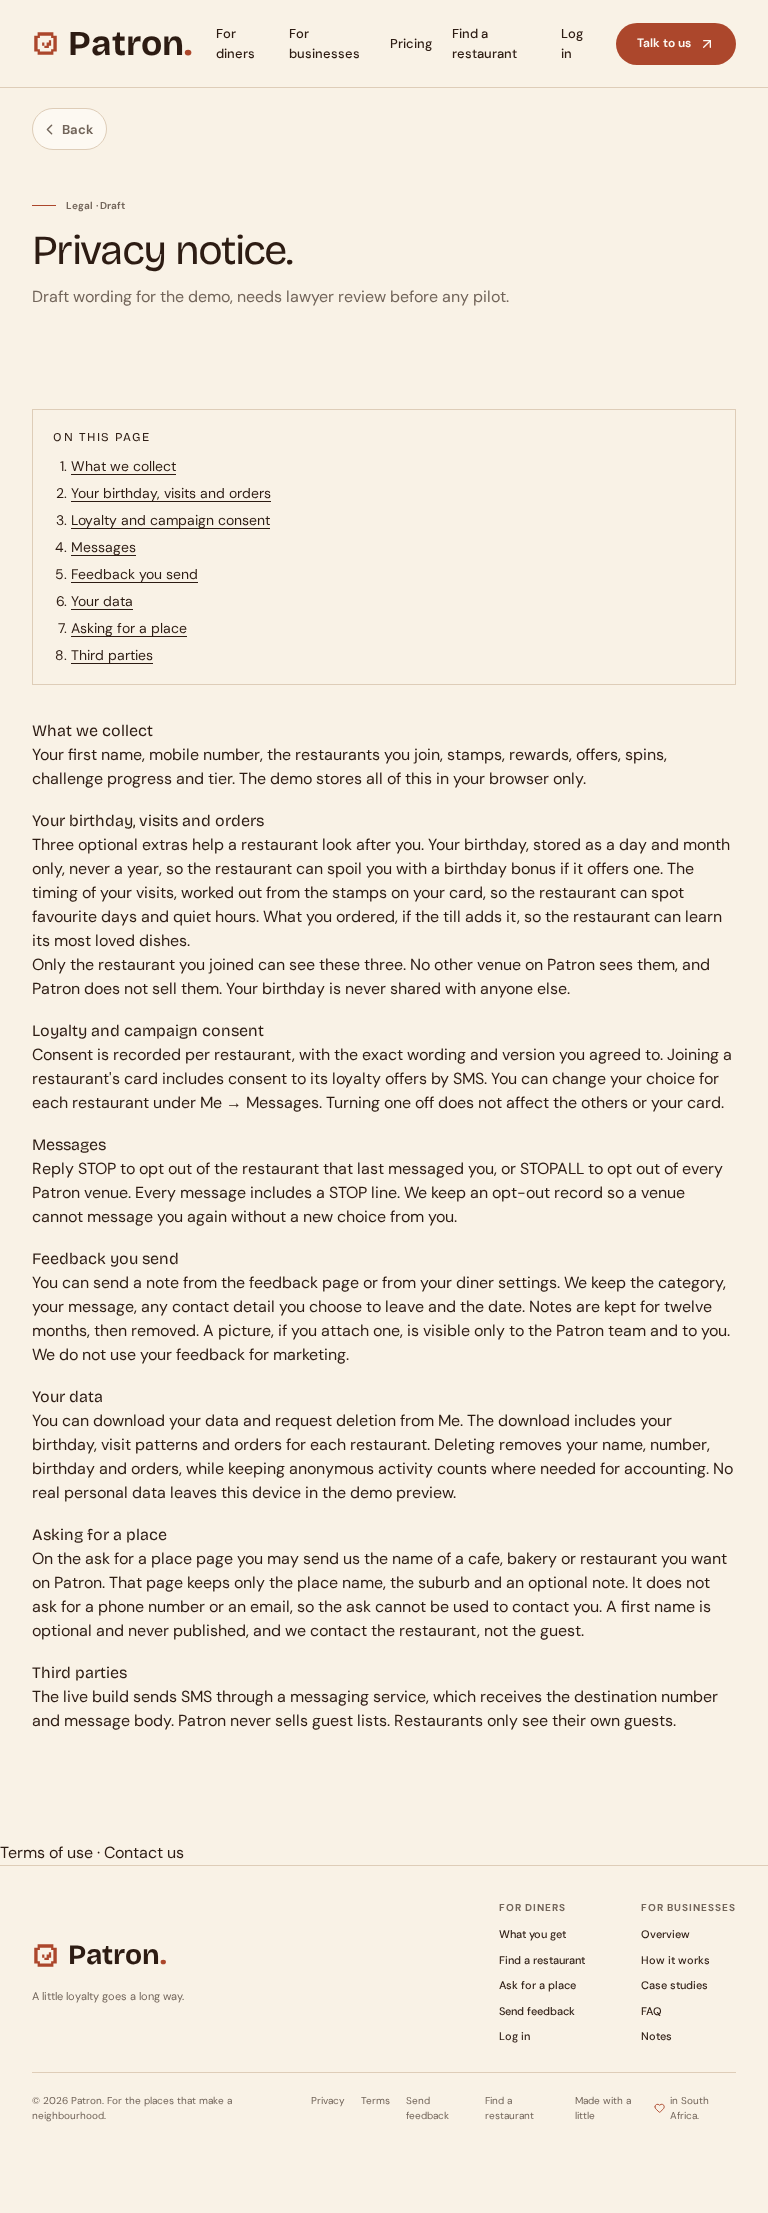 Patron.
For diners
For businesses
Pricing
Find a restaurant
Log in
Talk to us
Back
Legal · Draft
Privacy notice.
Draft wording for the demo, needs lawyer review before any pilot.
ON THIS PAGE
1. What we collect
2. Your birthday, visits and orders
3. Loyalty and campaign consent
4. Messages
5. Feedback you send
6. Your data
7. Asking for a place
8. Third parties
What we collect
Your first name, mobile number, the restaurants you join, stamps, rewards, offers, spins,
challenge progress and tier. The demo stores all of this in your browser only.
Your birthday, visits and orders
Three optional extras help a restaurant look after you. Your birthday, stored as a day and month
only, never a year, so the restaurant can spoil you with a birthday bonus if it offers one. The
timing of your visits, worked out from the stamps on your card, so the restaurant can spot
favourite days and quiet hours. What you ordered, if the till adds it, so the restaurant can learn
its most loved dishes.
Only the restaurant you joined can see these three. No other venue on Patron sees them, and
Patron does not sell them. Your birthday is never shared with anyone else.
Loyalty and campaign consent
Consent is recorded per restaurant, with the exact wording and version you agreed to. Joining a
restaurant's card includes consent to its loyalty offers by SMS. You can change your choice for
each restaurant under Me → Messages. Turning one off does not affect the others or your card.
Messages
Reply STOP to opt out of the restaurant that last messaged you, or STOPALL to opt out of every
Patron venue. Every message includes a STOP line. We keep an opt-out record so a venue
cannot message you again without a new choice from you.
Feedback you send
You can send a note from the feedback page or from your diner settings. We keep the category,
your message, any contact detail you choose to leave and the date. Notes are kept for twelve
months, then removed. A picture, if you attach one, is visible only to the Patron team and to you.
We do not use your feedback for marketing.
Your data
You can download your data and request deletion from Me. The download includes your
birthday, visit patterns and orders for each restaurant. Deleting removes your name, number,
birthday and orders, while keeping anonymous activity counts where needed for accounting. No
real personal data leaves this device in the demo preview.
Asking for a place
On the ask for a place page you may send us the name of a cafe, bakery or restaurant you want
on Patron. That page keeps only the place name, the suburb and an optional note. It does not
ask for a phone number or an email, so the ask cannot be used to contact you. A first name is
optional and never published, and we contact the restaurant, not the guest.
Third parties
The live build sends SMS through a messaging service, which receives the destination number
and message body. Patron never sells guest lists. Restaurants only see their own guests.
Terms of use · Contact us
Patron.
A little loyalty goes a long way.
FOR DINERS
What you get
Find a restaurant
Ask for a place
Send feedback
Log in
FOR BUSINESSES
Overview
How it works
Case studies
FAQ
Notes
© 2026 Patron. For the places that make a
neighbourhood.
Privacy
Terms
Send
feedback
Find a
restaurant
Made with a
little
in South
Africa.